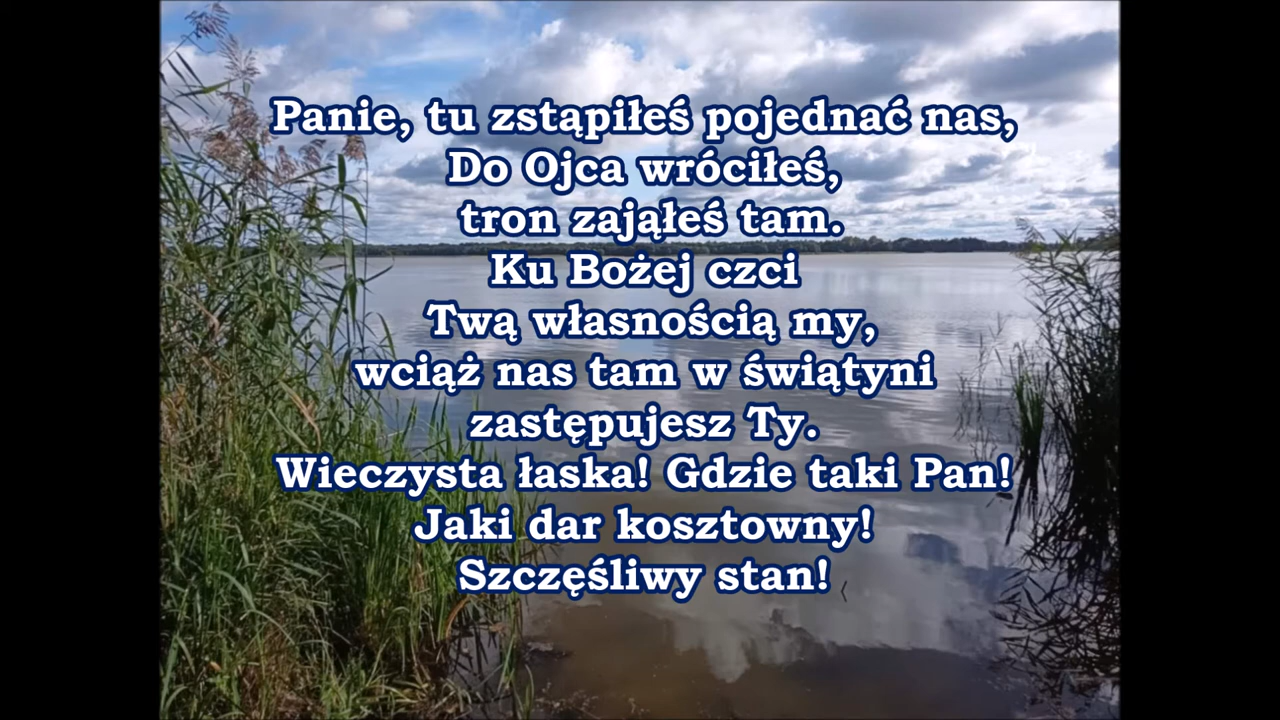 Panie, tu zstąpiłeś pojednać nas,
Do Ojca wróciłeś,
tron zająłeś tam.
Ku Bożej czci
Twą własnością my,
wciąż nas tam w świątyni
zastępujesz Ty.
Wieczysta łaska! Gdzie taki Pan!
Jaki dar kosztowny!
Szczęśliwy stan!